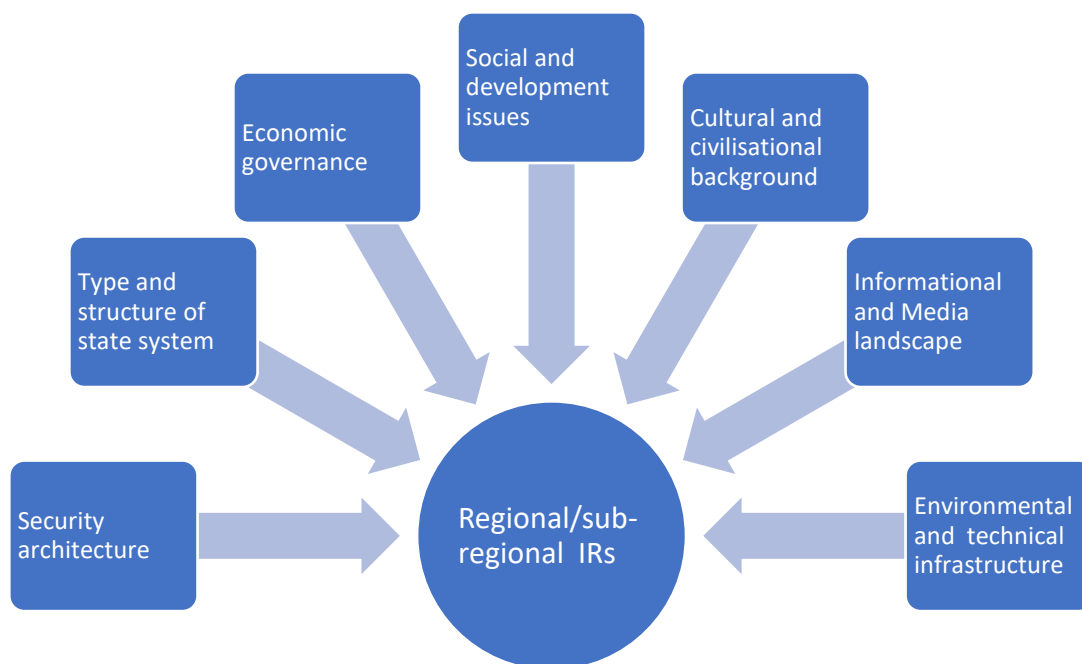 Social and
development
issues
Economic
governance
Cultural and
civilisational
background
Type and
structure of
state system
Informational
and Media
landscape
Security
architecture
Regional/sub-
regional IRs
Environmental
and technical
infrastructure